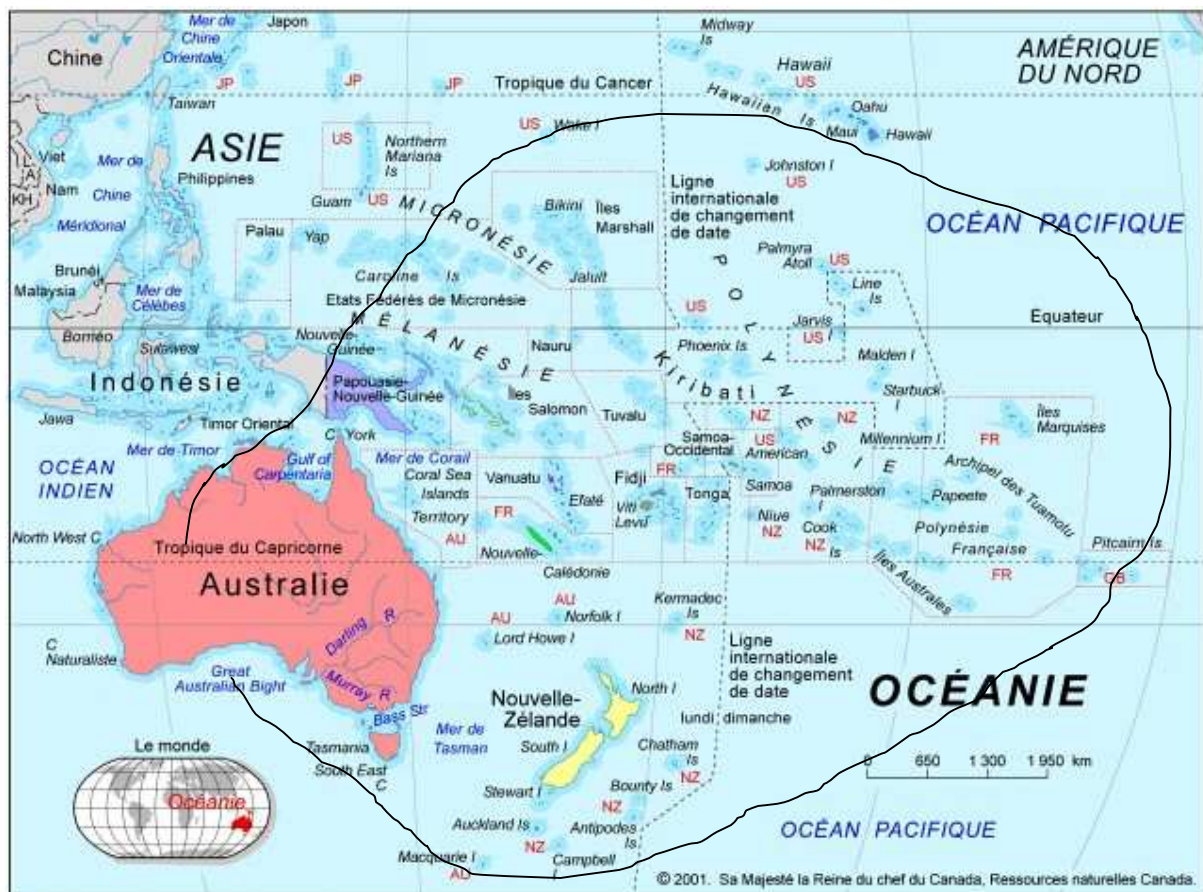 Mer de
Chine
Orientale
Japon
Midway
Is
AMÉRIQUE
DU NORD
Chine
Hawaii
US
JP
JP
JP
Tropique du Cancer
Hawaiian Is
Oahu
Maui
Hawaii
Taiwan
ASIE
US
Northern
Mariana
Is
US
Wake I
Viet
Nam
LA
KH
Mer de
Chine
Méridional
Philippines
Guam
US
MICRONÉSIE
Bikini
Îles
Marshall
Ligne
internationale
de changement
de date
Johnston I
US
OCÉAN PACIFIQUE
Palau
Yap
Caroline Is
Jaluit
POLYNÉSIE
Palmyra
Atoll
US
Brunéi
Malaysia
Mer de
Célèbes
Etats Fédérés de Micronésie
Line
Is
US
MÉLANÉSIE
Jarvis
I
US
Equateur
Bornéo
Sulawesi
Nouvelle-
Guinée
Nauru
Phoenix Is
Kiribati
Malden I
Indonésie
Papouasie-
Nouvelle-Guinée
Îles
Salomon
Tuvalu
Starbuck
I
Jawa
Timor Oriental
C York
NZ
NZ
Îles
Marquises
FR
Mer de Timor
Gulf of
Carpentaria
Mer de Corail
Samoa-
Occidental
US
American
Samoa
Millennium I
OCÉAN
INDIEN
Coral Sea
Islands
Territory
AU
Vanuatu
Efaté
Fidji
Viti
Levu
FR
Tonga
Palmerston
I
Papeete
Archipel des Tuamotu
North West C
FR
Nouvelle-
Calédonie
Niue
NZ
Cook
Is
NZ
Polynésie
Française
FR
Pitcairn Is
GB
Tropique du Capricorne
Australie
Îles Australes
AU
AU
Norfolk I
Lord Howe I
Kermadec
Is
NZ
Darling R
C
Naturaliste
Great
Australian Bight
Murray R
Ligne
internationale
de changement
de date
OCÉANIE
Bass Str
Nouvelle-
Zélande
North I
lundi dimanche
Mer de
Tasman
Le monde
Océanie
Tasmania
South East
C
South I
Chatham
Is
NZ
0 650 1 300 1 950 km
Stewart I
Bounty Is
NZ
Auckland Is
NZ
Antipodes
Is
Macquarie I
AU
Campbell
I
OCÉAN PACIFIQUE
© 2001. Sa Majesté la Reine du chef du Canada, Ressources naturelles Canada.